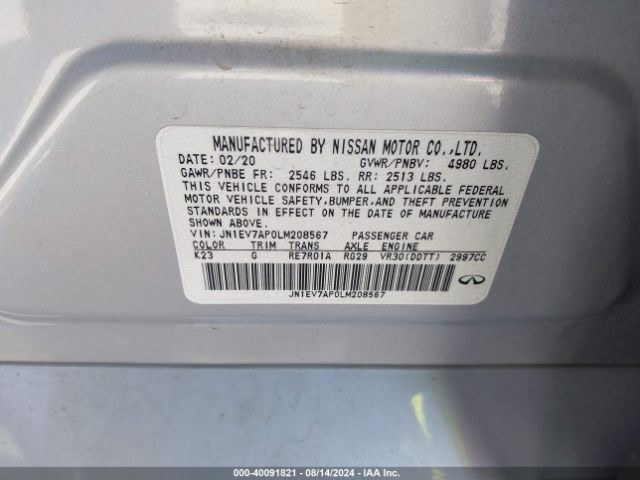 MANUFACTURED BY NISSAN MOTOR CO.,LTD.
DATE: 02/20 GVWR/PNBV: 4980 LBS.
GAWR/PNBE FR: 2546 LBS. RR: 2513 LBS.
THIS VEHICLE CONFORMS TO ALL APPLICABLE FEDERAL
MOTOR VEHICLE SAFETY,BUMPER,AND THEFT PREVENTION
STANDARDS IN EFFECT ON THE DATE OF MANUFACTURE
SHOWN ABOVE.
VIN: JN1EV7AP0LM208567 PASSENGER CAR
COLOR TRIM TRANS AXLE ENGINE
K23 G RE7R01A RG29 VR30(DDTT) 2997CC
JN1EV7AP0LM208567
000-40091821 - 08/14/2024 - IAA Inc.